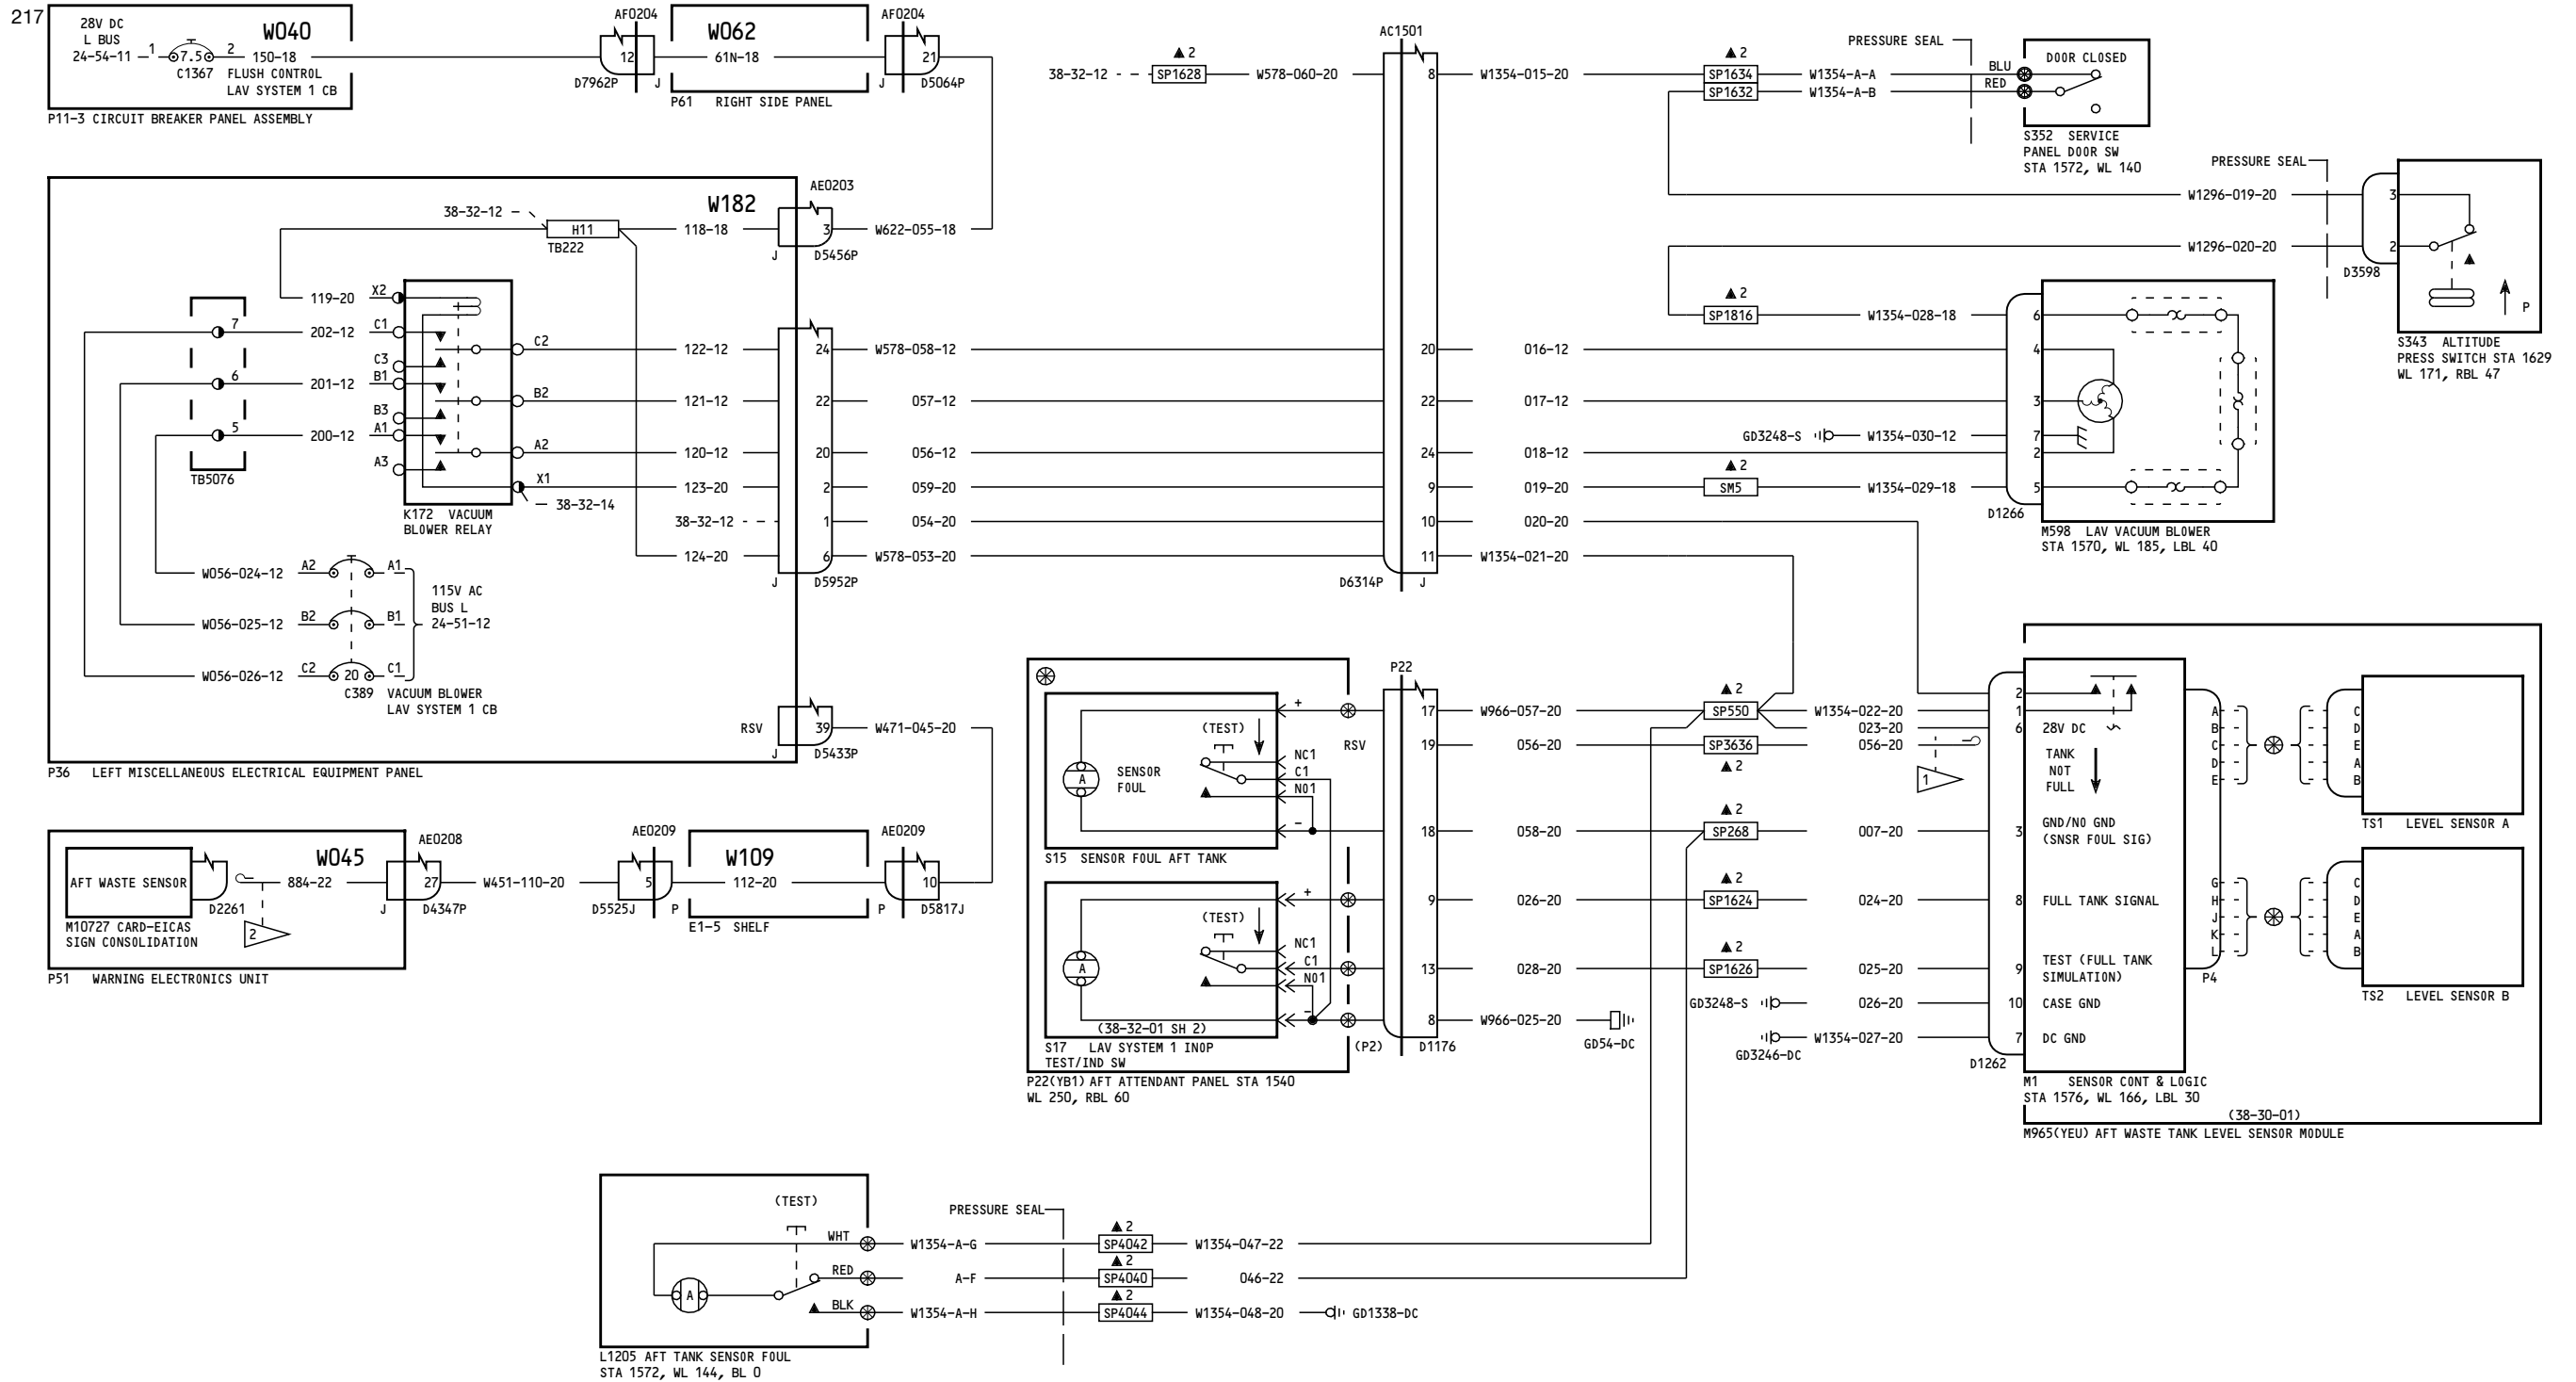 217
28V DC
L BUS
24-54-11
1
7.5
2
150-18
C1367
FLUSH CONTROL
LAV SYSTEM 1 CB
W040
P11-3 CIRCUIT BREAKER PANEL ASSEMBLY
AF0204
12
D7962P
J
W062
61N-18
P61 RIGHT SIDE PANEL
AF0204
21
J
D5064P
38-32-12
▲ 2
SP1628
W578-060-20
AC1501
8
W1354-015-20
▲ 2
SP1634
SP1632
W1354-A-A
W1354-A-B
PRESSURE SEAL
BLU
RED
DOOR CLOSED
S352 SERVICE
PANEL DOOR SW
STA 1572, WL 140
PRESSURE SEAL
W1296-019-20
3
W1296-020-20
2
D3598
P
S343 ALTITUDE
PRESS SWITCH STA 1629
WL 171, RBL 47
W182
38-32-12
H11
TB222
118-18
AE0203
3
J
D5456P
W622-055-18
119-20
X2
7
202-12
C1
C3
6
201-12
B1
B3
5
200-12
A1
A3
TB5076
C2
B2
A2
X1
38-32-14
K172 VACUUM
BLOWER RELAY
122-12
24
W578-058-12
20
016-12
121-12
22
057-12
22
017-12
120-12
20
056-12
24
018-12
123-20
2
059-20
9
019-20
38-32-12
1
054-20
10
020-20
124-20
6
W578-053-20
11
W1354-021-20
J
D5952P
D6314P
J
▲ 2
SP1816
W1354-028-18
6
4
3
GD3248-S
W1354-030-12
7
2
▲ 2
SM5
W1354-029-18
5
D1266
M598 LAV VACUUM BLOWER
STA 1570, WL 185, LBL 40
W056-024-12
A2
A1
W056-025-12
B2
B1
W056-026-12
C2
20
C1
115V AC
BUS L
24-51-12
C389 VACUUM BLOWER
LAV SYSTEM 1 CB
RSV
39
J
D5433P
W471-045-20
P36 LEFT MISCELLANEOUS ELECTRICAL EQUIPMENT PANEL
AFT WASTE SENSOR
D2261
W045
884-22
2
M10727 CARD-EICAS
SIGN CONSOLIDATION
P51 WARNING ELECTRONICS UNIT
AE0208
27
J
D4347P
W451-110-20
AE0209
5
D5525J
P
W109
112-20
E1-5 SHELF
AE0209
10
P
D5817J
A
SENSOR
FOUL
(TEST)
+
NC1
C1
NO1
-
S15 SENSOR FOUL AFT TANK
A
(TEST)
+
NC1
C1
NO1
-
(38-32-01 SH 2)
S17 LAV SYSTEM 1 INOP
TEST/IND SW
P22(YB1) AFT ATTENDANT PANEL STA 1540
WL 250, RBL 60
P22
RSV
17
W966-057-20
19
056-20
18
058-20
9
026-20
13
028-20
8
W966-025-20
(P2)
D1176
GD54-DC
▲ 2
SP550
SP3636
▲ 2
▲ 2
SP268
▲ 2
SP1624
▲ 2
SP1626
W1354-022-20
023-20
056-20
1
007-20
024-20
025-20
GD3248-S
026-20
GD3246-DC
W1354-027-20
2
1
6
28V DC
TANK
NOT
FULL
3
GND/NO GND
(SNSR FOUL SIG)
8
FULL TANK SIGNAL
9
TEST (FULL TANK
SIMULATION)
10
CASE GND
7
DC GND
D1262
M1 SENSOR CONT & LOGIC
STA 1576, WL 166, LBL 30
A
B
C
D
E
G
H
J
K
L
P4
C
D
E
A
B
TS1 LEVEL SENSOR A
C
D
E
A
B
TS2 LEVEL SENSOR B
(38-30-01)
M965(YEU) AFT WASTE TANK LEVEL SENSOR MODULE
(TEST)
A
WHT
RED
BLK
L1205 AFT TANK SENSOR FOUL
STA 1572, WL 144, BL 0
PRESSURE SEAL
W1354-A-G
▲ 2
SP4042
W1354-047-22
A-F
▲ 2
SP4040
046-22
W1354-A-H
▲ 2
SP4044
W1354-048-20
GD1338-DC